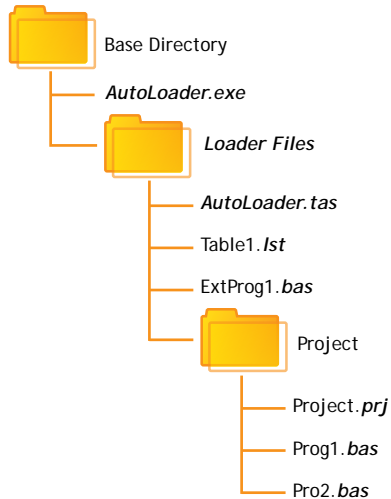 Base Directory
AutoLoader.exe
Loader Files
AutoLoader.tas
Table1.lst
ExtProg1.bas
Project
Project.prj
Prog1.bas
Pro2.bas